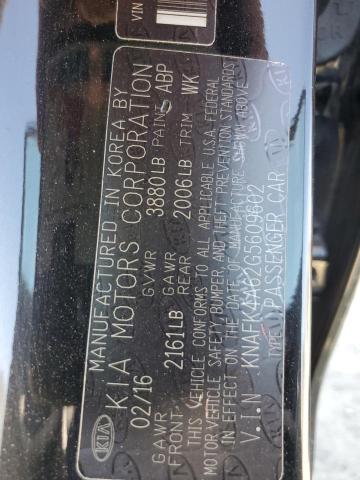 VIN
MANUFACTURED IN KOREA BY
KIA MOTORS CORPORATION
02/16 GVWR 3880LB PAINT ABP
GAWR FRONT: 2161LB GAWR REAR 2006LB TRIM WK
THIS VEHICLE CONFORMS TO ALL APPLICABLE U.S.A. FEDERAL
MOTOR VEHICLE SAFETY BUMPER AND THEFT PREVENTION STANDARDS
IN EFFECT ON THE DATE OF MANUFACTURE SHOWN ABOVE.
V.I.N: KNAFK4A62G5609602
TYPE: PASSENGER CAR
KIA